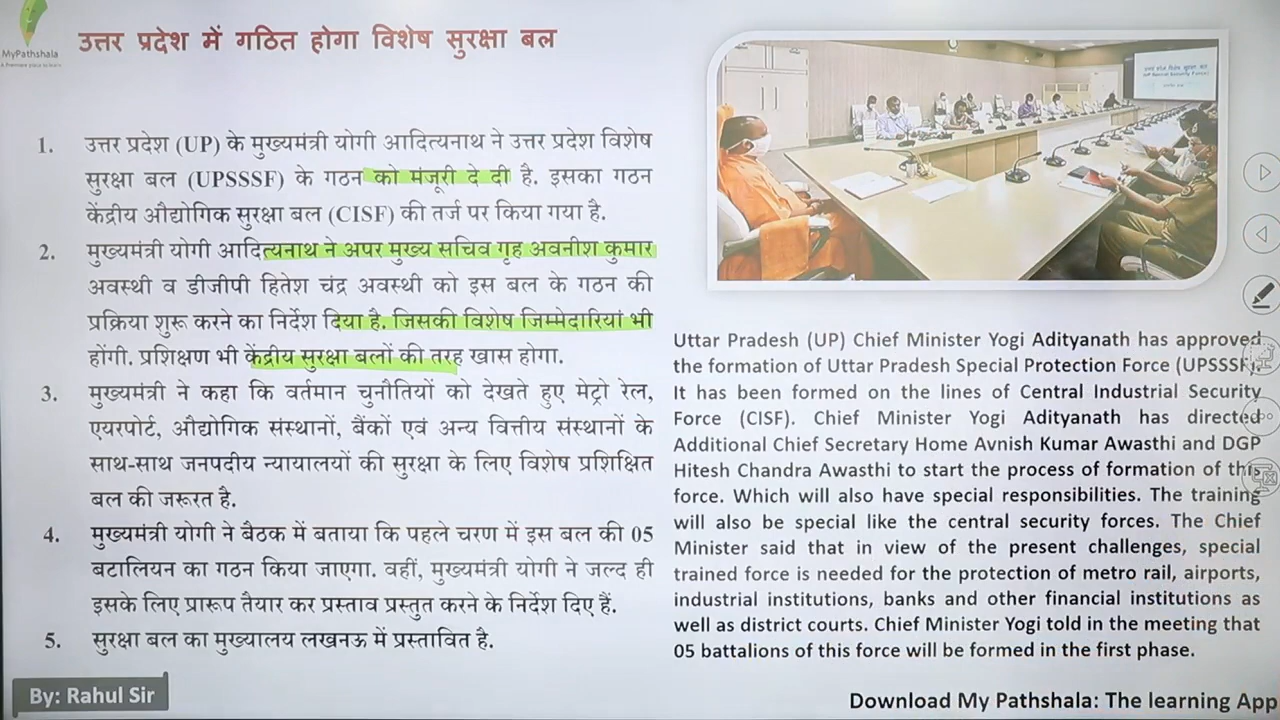 MyPathshala
उत्तर प्रदेश में गठित होगा विशेष सुरक्षा बल
1. उत्तर प्रदेश (UP) के मुख्यमंत्री योगी आदित्यनाथ ने उत्तर प्रदेश विशेष
सुरक्षा बल (UPSSSF) के गठन को मंजूरी दे दी है. इसका गठन
केंद्रीय औद्योगिक सुरक्षा बल (CISF) की तर्ज पर किया गया है.
2. मुख्यमंत्री योगी आदित्यनाथ ने अपर मुख्य सचिव गृह अवनीश कुमार
अवस्थी व डीजीपी हितेश चंद्र अवस्थी को इस बल के गठन की
प्रक्रिया शुरू करने का निर्देश दिया है. जिसकी विशेष जिम्मेदारियां भी
होंगी. प्रशिक्षण भी केंद्रीय सुरक्षा बलों की तरह खास होगा.
3. मुख्यमंत्री ने कहा कि वर्तमान चुनौतियों को देखते हुए मेट्रो रेल,
एयरपोर्ट, औद्योगिक संस्थानों, बैंकों एवं अन्य वित्तीय संस्थानों के
साथ-साथ जनपदीय न्यायालयों की सुरक्षा के लिए विशेष प्रशिक्षित
बल की जरूरत है.
4. मुख्यमंत्री योगी ने बैठक में बताया कि पहले चरण में इस बल की 05
बटालियन का गठन किया जाएगा. वहीं, मुख्यमंत्री योगी ने जल्द ही
इसके लिए प्रारूप तैयार कर प्रस्ताव प्रस्तुत करने के निर्देश दिए हैं.
5. सुरक्षा बल का मुख्यालय लखनऊ में प्रस्तावित है.
Uttar Pradesh (UP) Chief Minister Yogi Adityanath has approved
the formation of Uttar Pradesh Special Protection Force (UPSSSF).
It has been formed on the lines of Central Industrial Security
Force (CISF). Chief Minister Yogi Adityanath has directed
Additional Chief Secretary Home Avnish Kumar Awasthi and DGP
Hitesh Chandra Awasthi to start the process of formation of this
force. Which will also have special responsibilities. The training
will also be special like the central security forces. The Chief
Minister said that in view of the present challenges, special
trained force is needed for the protection of metro rail, airports,
industrial institutions, banks and other financial institutions as
well as district courts. Chief Minister Yogi told in the meeting that
05 battalions of this force will be formed in the first phase.
By: Rahul Sir
Download My Pathshala: The learning App